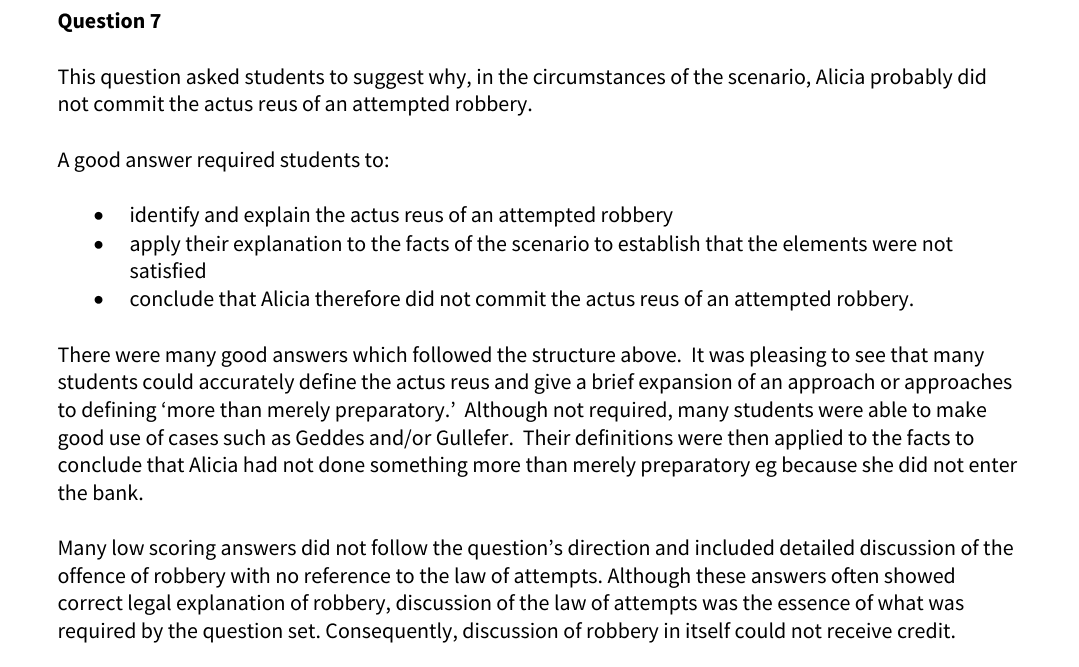 Question 7
This question asked students to suggest why, in the circumstances of the scenario, Alicia probably did
not commit the actus reus of an attempted robbery.
A good answer required students to:
• identify and explain the actus reus of an attempted robbery
• apply their explanation to the facts of the scenario to establish that the elements were not
satisfied
• conclude that Alicia therefore did not commit the actus reus of an attempted robbery.
There were many good answers which followed the structure above.  It was pleasing to see that many
students could accurately define the actus reus and give a brief expansion of an approach or approaches
to defining ‘more than merely preparatory.’  Although not required, many students were able to make
good use of cases such as Geddes and/or Gullefer.  Their definitions were then applied to the facts to
conclude that Alicia had not done something more than merely preparatory eg because she did not enter
the bank.
Many low scoring answers did not follow the question’s direction and included detailed discussion of the
offence of robbery with no reference to the law of attempts. Although these answers often showed
correct legal explanation of robbery, discussion of the law of attempts was the essence of what was
required by the question set. Consequently, discussion of robbery in itself could not receive credit.